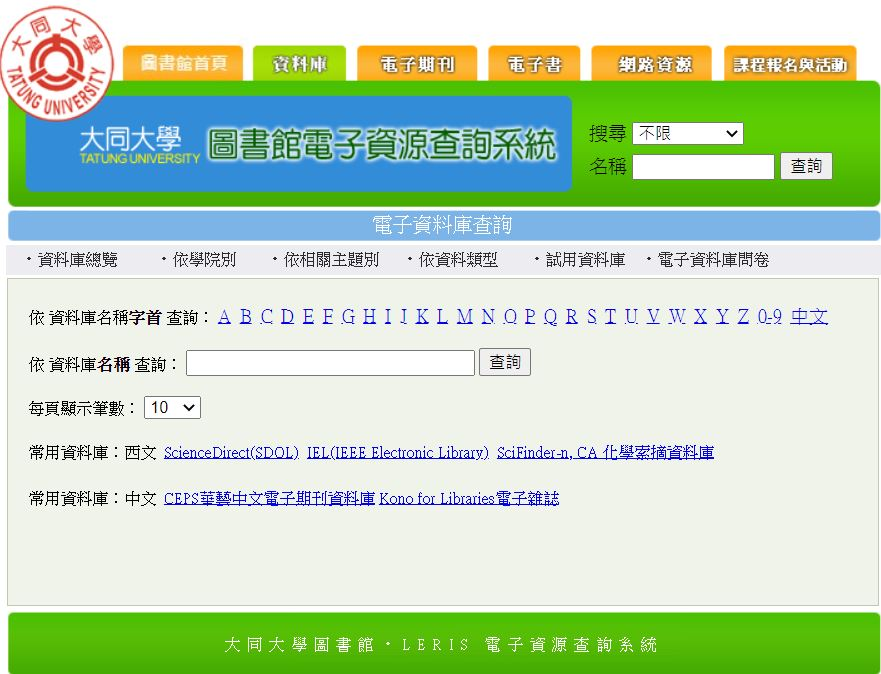 大同大學
TATUNG UNIVERSITY
圖書館首頁 資料庫 電子期刊 電子書 網路資源 課程報名與活動
大同大學 圖書館電子資源查詢系統
TATUNG UNIVERSITY
搜尋 不限
名稱 查詢
電子資料庫查詢
・資料庫總覽 ・依學院別 ・依相關主題別 ・依資料類型 ・試用資料庫 ・電子資料庫問卷
依 資料庫名稱字首 查詢： A B C D E F G H I J K L M N O P Q R S T U V W X Y Z 0-9 中文
依 資料庫名稱 查詢： 查詢
每頁顯示筆數： 10
常用資料庫：西文 ScienceDirect(SDOL) IEL(IEEE Electronic Library) SciFinder-n, CA 化學索摘資料庫
常用資料庫：中文 CEPS華藝中文電子期刊資料庫 Kono for Libraries電子雜誌
大同大學圖書館・LERIS 電子資源查詢系統